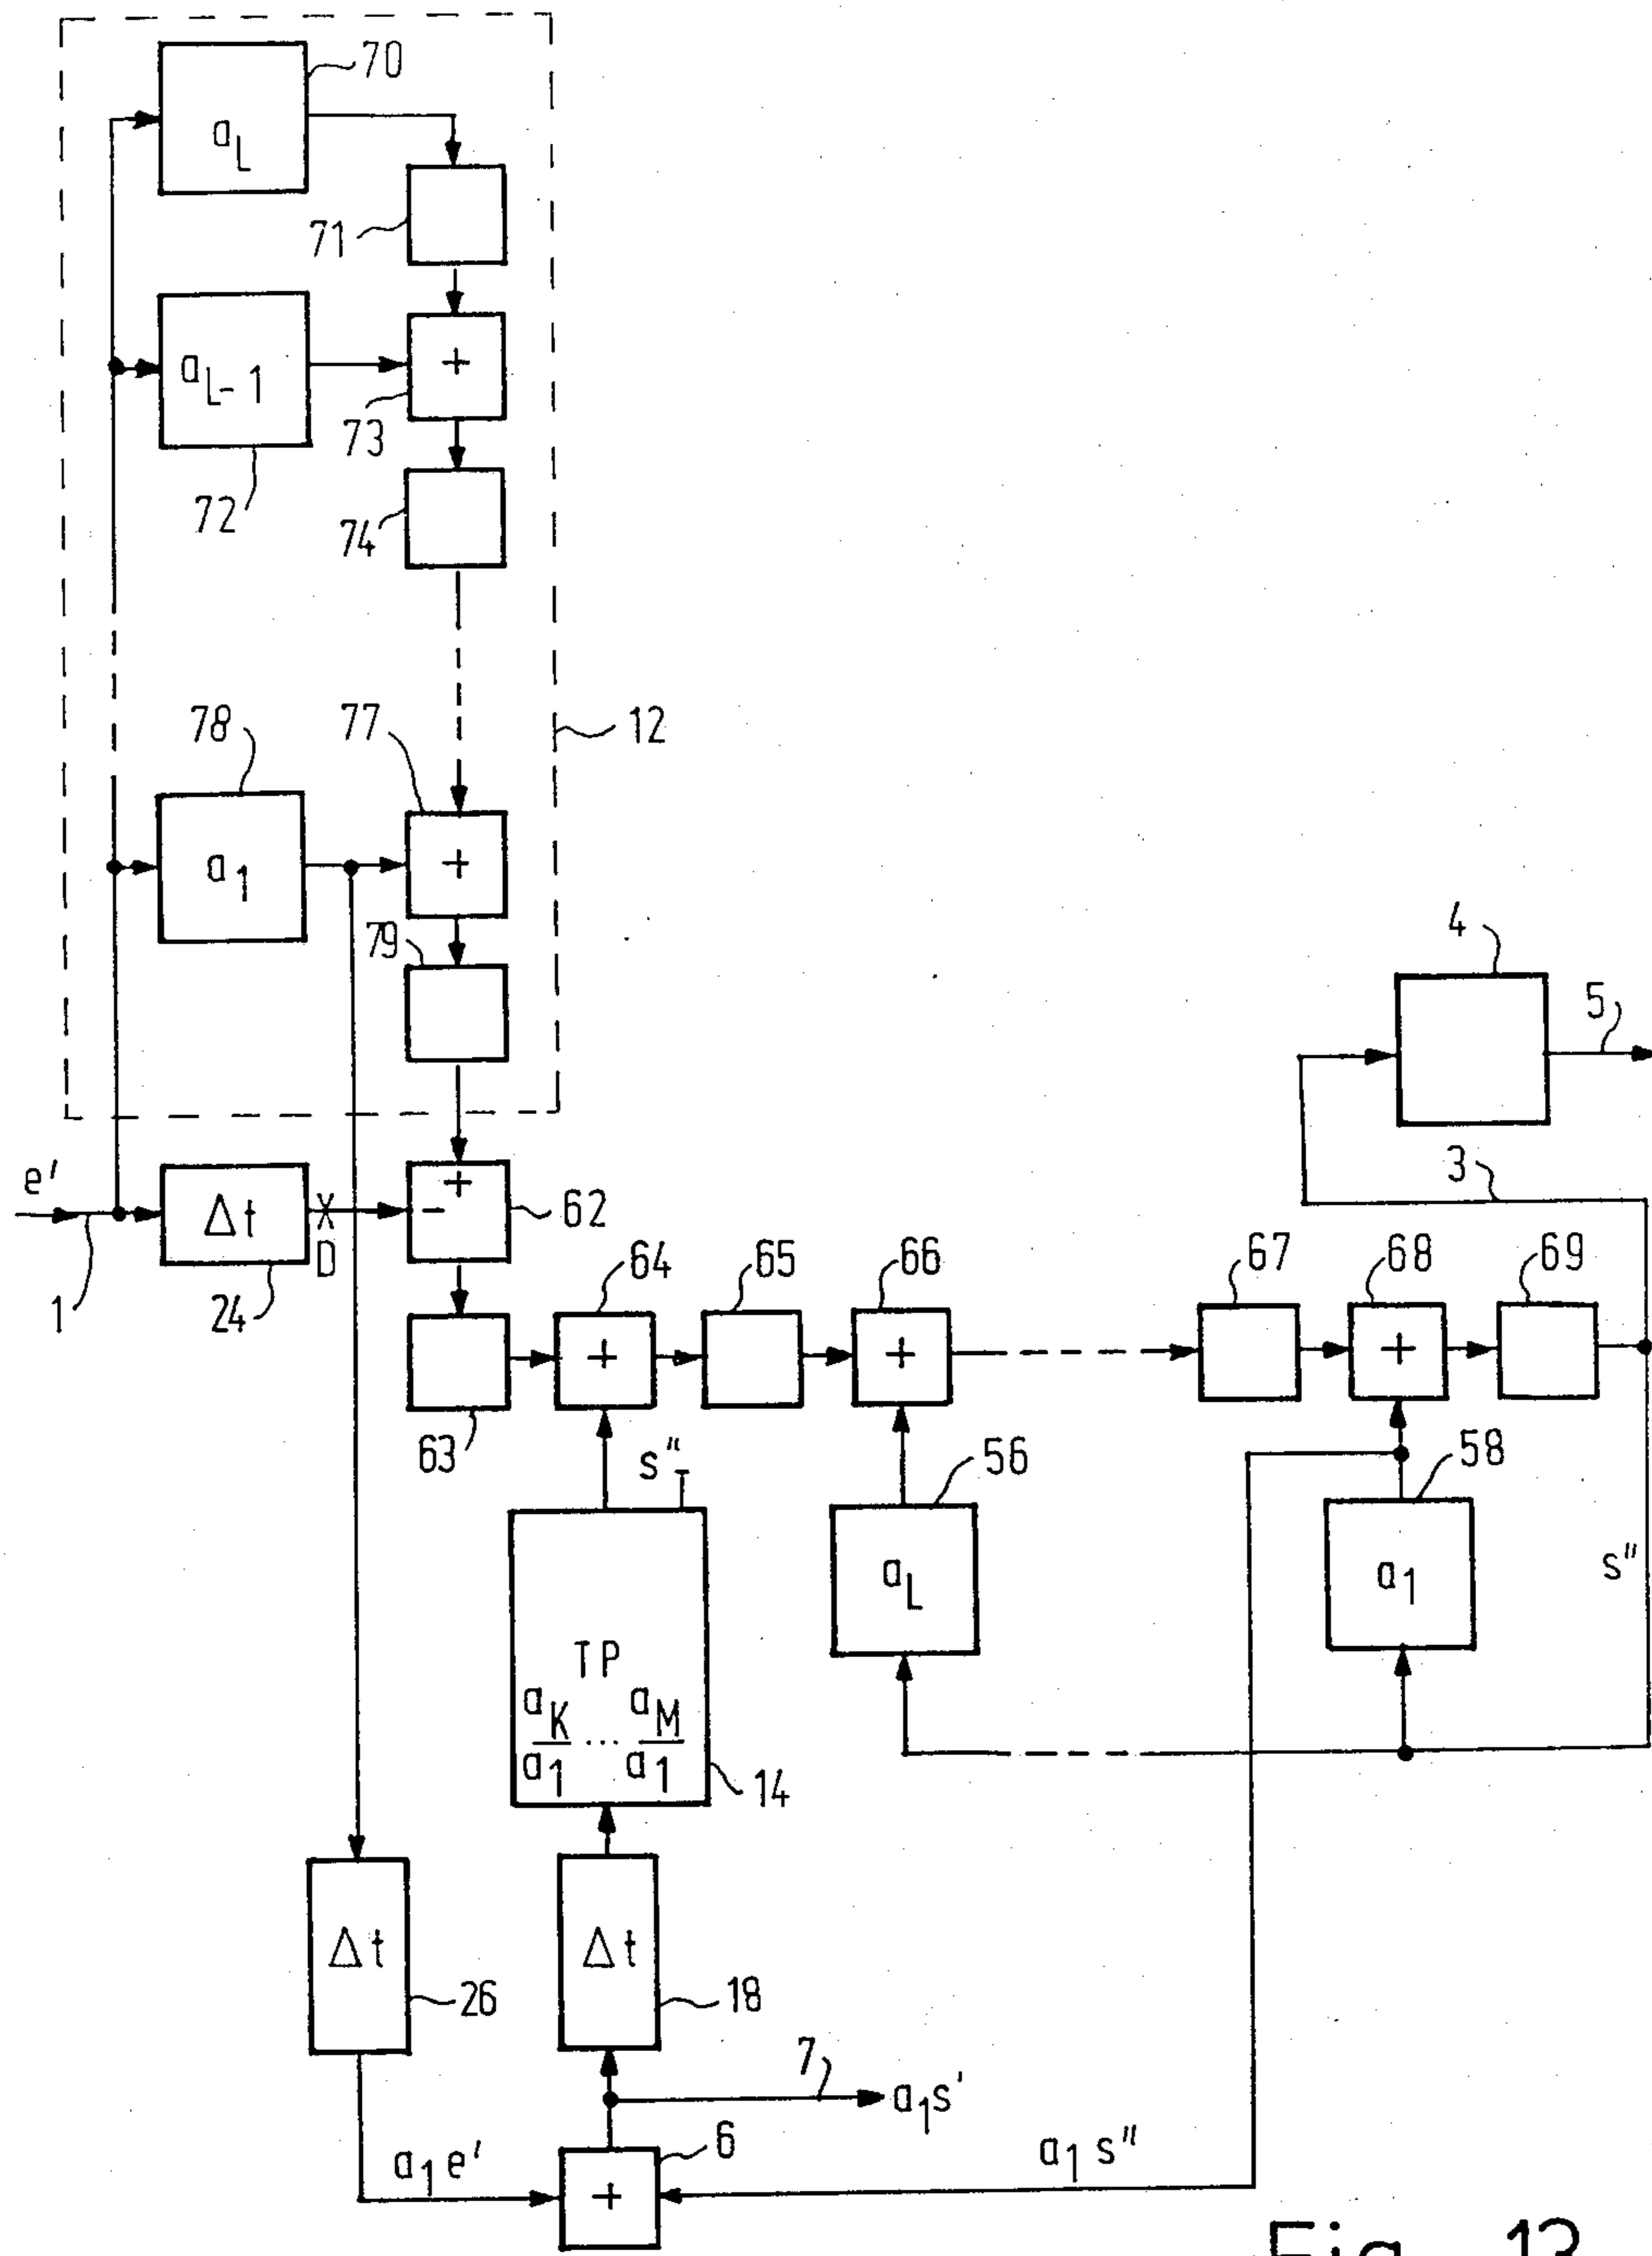 70
a_L
71
+
a_{L-1}
73
72
74
78
77
12
a_1
+
79
4
5
e'
Δt
X
D
+
-
62
3
1
24
64
65
66
67
68
69
+
+
+
63
s"_T
56
58
a_L
a_1
s"
TP
a_K/a_1 ... a_M/a_1
14
Δt
Δt
26
18
7
a_1s'
6
a_1e'
a_1s"
+
Fig. 13